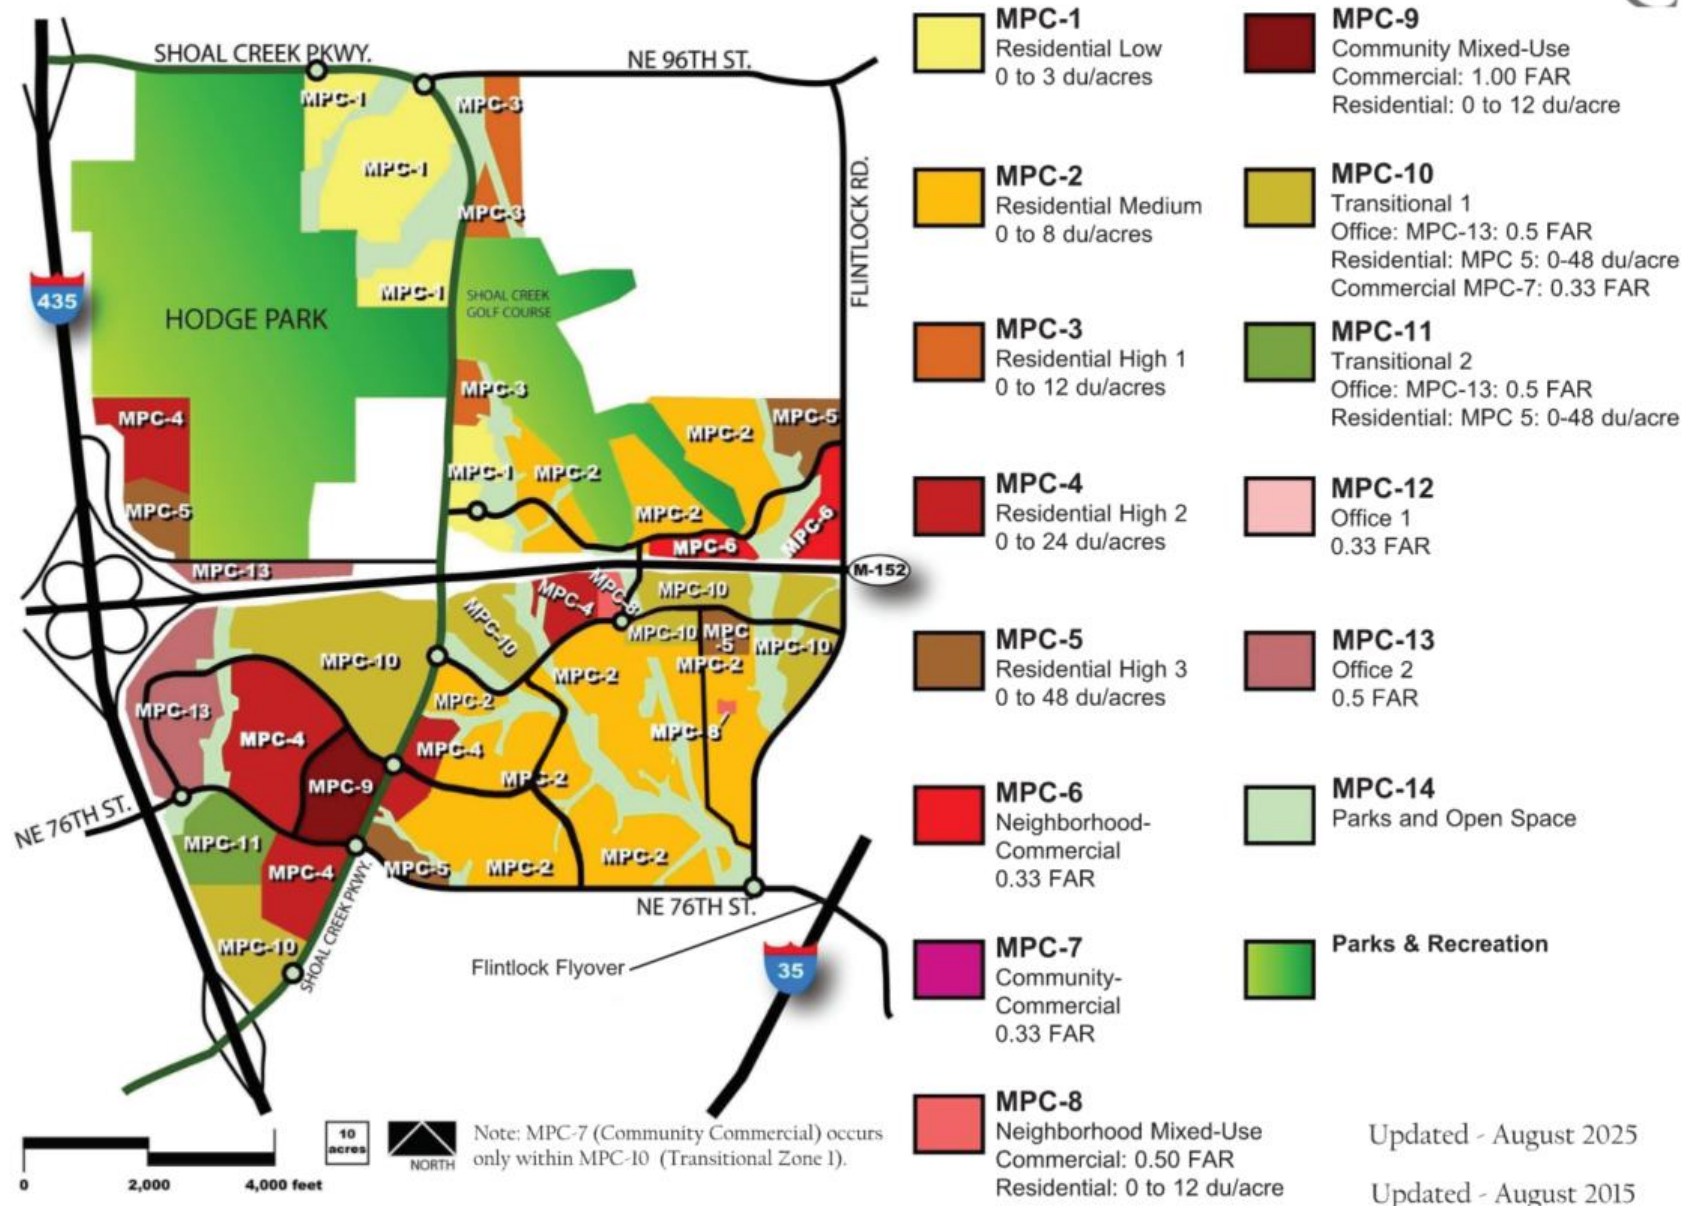 SHOAL CREEK PKWY.
NE 96TH ST.
MPC-1
MPC-3
MPC-1
MPC-3
FLINTLOCK RD.
435
MPC-1
SHOAL CREEK
GOLF COURSE
HODGE PARK
MPC-3
MPC-4
MPC-5
MPC-2
MPC-1
MPC-2
MPC-5
MPC-2
MPC-6
MPC-6
MPC-13
M-152
MPC-4
MPC-8
MPC-10
MPC-10
MPC-10
MPC
-5
MPC-10
MPC-10
MPC-2
MPC-2
MPC-2
MPC-13
MPC-8
MPC-4
MPC-4
MPC-9
MPC-2
NE 76TH ST.
MPC-11
MPC-4
MPC-5
MPC-2
MPC-2
NE 76TH ST.
MPC-10
SHOAL CREEK PKWY.
Flintlock Flyover
35
0
2,000
4,000 feet
10
acres
NORTH
Note: MPC-7 (Community Commercial) occurs
only within MPC-10 (Transitional Zone 1).
MPC-1
Residential Low
0 to 3 du/acres
MPC-2
Residential Medium
0 to 8 du/acres
MPC-3
Residential High 1
0 to 12 du/acres
MPC-4
Residential High 2
0 to 24 du/acres
MPC-5
Residential High 3
0 to 48 du/acres
MPC-6
Neighborhood-
Commercial
0.33 FAR
MPC-7
Community-
Commercial
0.33 FAR
MPC-8
Neighborhood Mixed-Use
Commercial: 0.50 FAR
Residential: 0 to 12 du/acre
MPC-9
Community Mixed-Use
Commercial: 1.00 FAR
Residential: 0 to 12 du/acre
MPC-10
Transitional 1
Office: MPC-13: 0.5 FAR
Residential: MPC 5: 0-48 du/acre
Commercial MPC-7: 0.33 FAR
MPC-11
Transitional 2
Office: MPC-13: 0.5 FAR
Residential: MPC 5: 0-48 du/acre
MPC-12
Office 1
0.33 FAR
MPC-13
Office 2
0.5 FAR
MPC-14
Parks and Open Space
Parks & Recreation
Updated - August 2025
Updated - August 2015